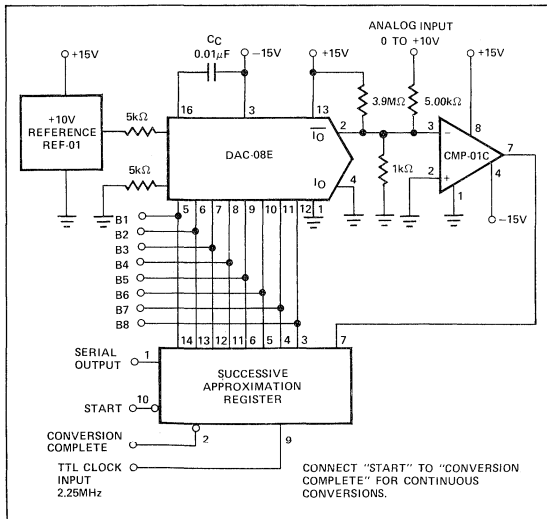 ANALOG INPUT
0 TO +10V
+15V
CC
0.01μF
-15V
+15V
+15V
+10V
REFERENCE
REF-01
5kΩ
5kΩ
16
3
13
DAC-08E
IO
2
IO
4
3.9MΩ
5.00kΩ
1kΩ
3
−
2
+
CMP-01C
8
7
4
1
-15V
5 6 7 8 9 10 11 12 1
B1
B2
B3
B4
B5
B6
B7
B8
14 13 12 11 6 5 4 3 7
SERIAL
OUTPUT
1
SUCCESSIVE
APPROXIMATION
REGISTER
START
10
CONVERSION
COMPLETE
2
9
TTL CLOCK
INPUT
2.25MHz
CONNECT "START" TO "CONVERSION
COMPLETE" FOR CONTINUOUS
CONVERSIONS.